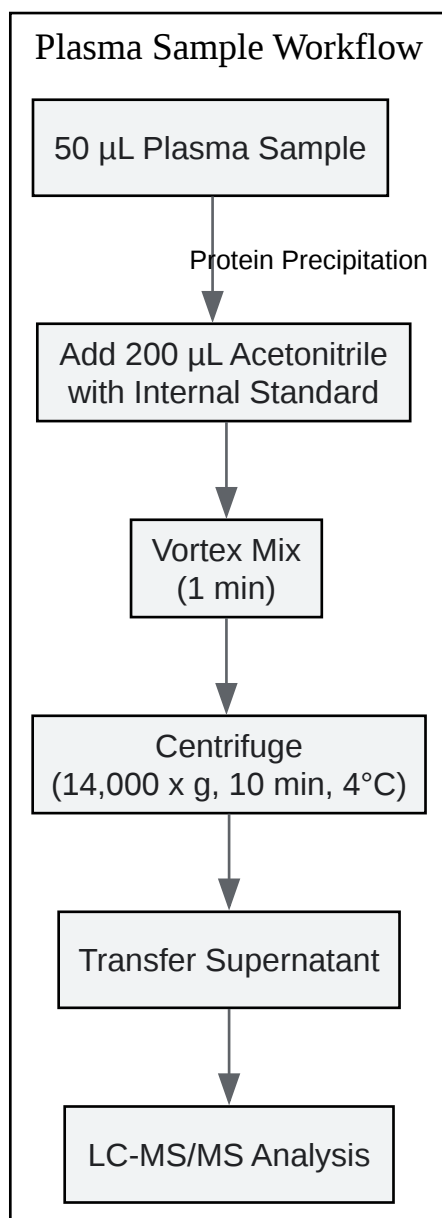 Plasma Sample Workflow
50 µL Plasma Sample
Protein Precipitation
Add 200 µL Acetonitrile
with Internal Standard
Vortex Mix
(1 min)
Centrifuge
(14,000 x g, 10 min, 4°C)
Transfer Supernatant
LC-MS/MS Analysis